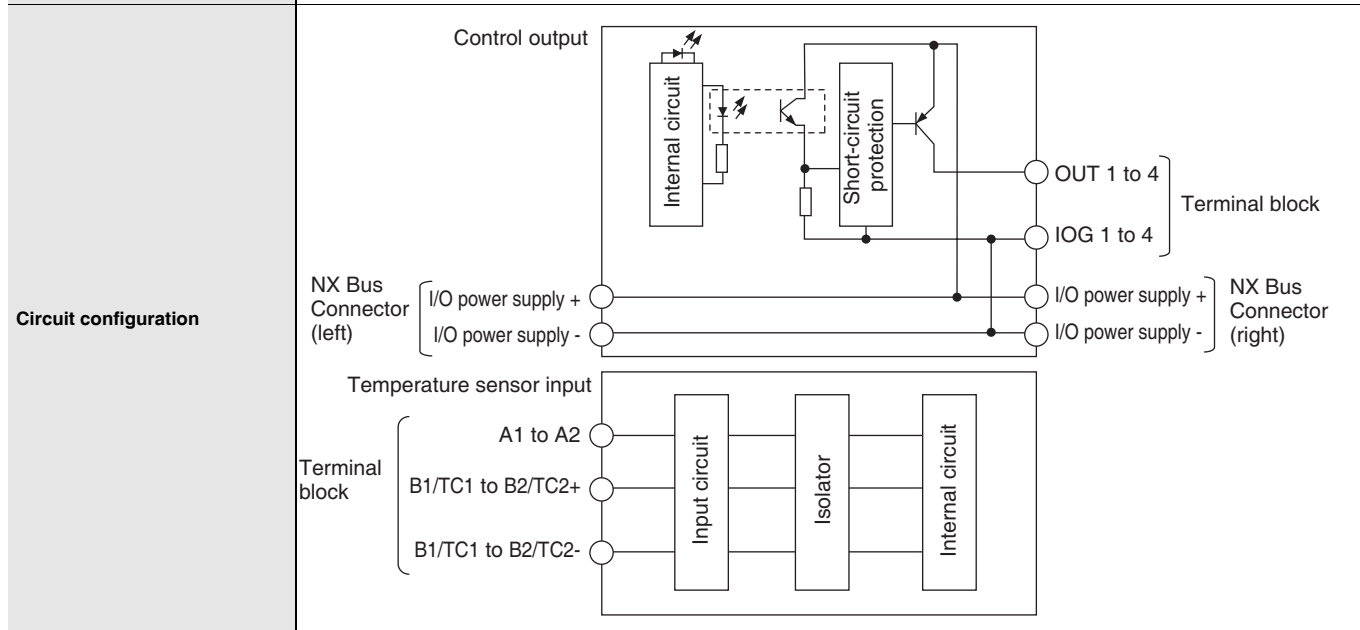 Circuit configuration
Control output
Internal circuit
Short-circuit
protection
OUT 1 to 4
IOG 1 to 4
Terminal block
NX Bus
Connector
(left)
I/O power supply +
I/O power supply -
I/O power supply +
I/O power supply -
NX Bus
Connector
(right)
Temperature sensor input
Terminal
block
A1 to A2
B1/TC1 to B2/TC2+
B1/TC1 to B2/TC2-
Input circuit
Isolator
Internal circuit